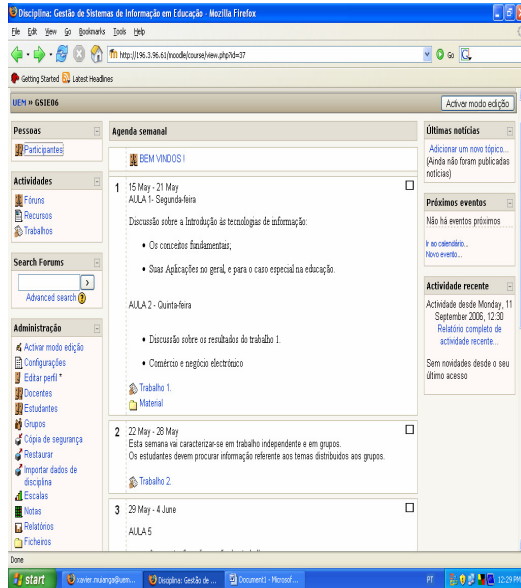 Disciplina: Gestão de Sistemas de Informação em Educação - Mozilla Firefox
File Edit View Go Bookmarks Tools Help
http://196.3.96.61/moodle/course/view.php?id=37
Go
Getting Started Latest Headlines
UEM » GSIE06
Activar modo edição
Pessoas
Participantes
Actividades
Fóruns
Recursos
Trabalhos
Search Forums
Advanced search
Administração
Activar modo edição
Configurações
Editar perfil *
Docentes
Estudantes
Grupos
Cópia de segurança
Restaurar
Importar dados de
disciplina
Escalas
Notas
Relatórios
Ficheiros
Agenda semanal
BEM VINDOS !
1 15 May - 21 May
AULA 1- Segunda-feira
Discussão sobre a Introdução às tecnologias de informação:
• Os conceitos fundamentais;
• Suas Aplicações no geral, e para o caso especial na educação.
AULA 2 - Quinta-feira
• Discussão sobre os resultados do trabalho 1.
• Comércio e negócio electrónico
Trabalho 1.
Material
2 22 May - 28 May
Esta semana vai caracterizar-se em trabalho independente e em grupos.
Os estudantes devem procurar informação referente aos temas distribuidos aos grupos.
Trabalho 2.
3 29 May - 4 June
AULA 5
Últimas notícias
Adicionar um novo tópico...
(Ainda não foram publicadas
notícias)
Próximos eventos
Não há eventos próximos
Ir ao calendário...
Novo evento...
Actividade recente
Actividade desde Monday, 11
September 2006, 12:30
Relatório completo de
actividade recente...
Sem novidades desde o seu
último acesso
Done
start
xavier.muianga@uem...
Disciplina: Gestão de ...
Document1 - Microsof...
PT
12:29 PM